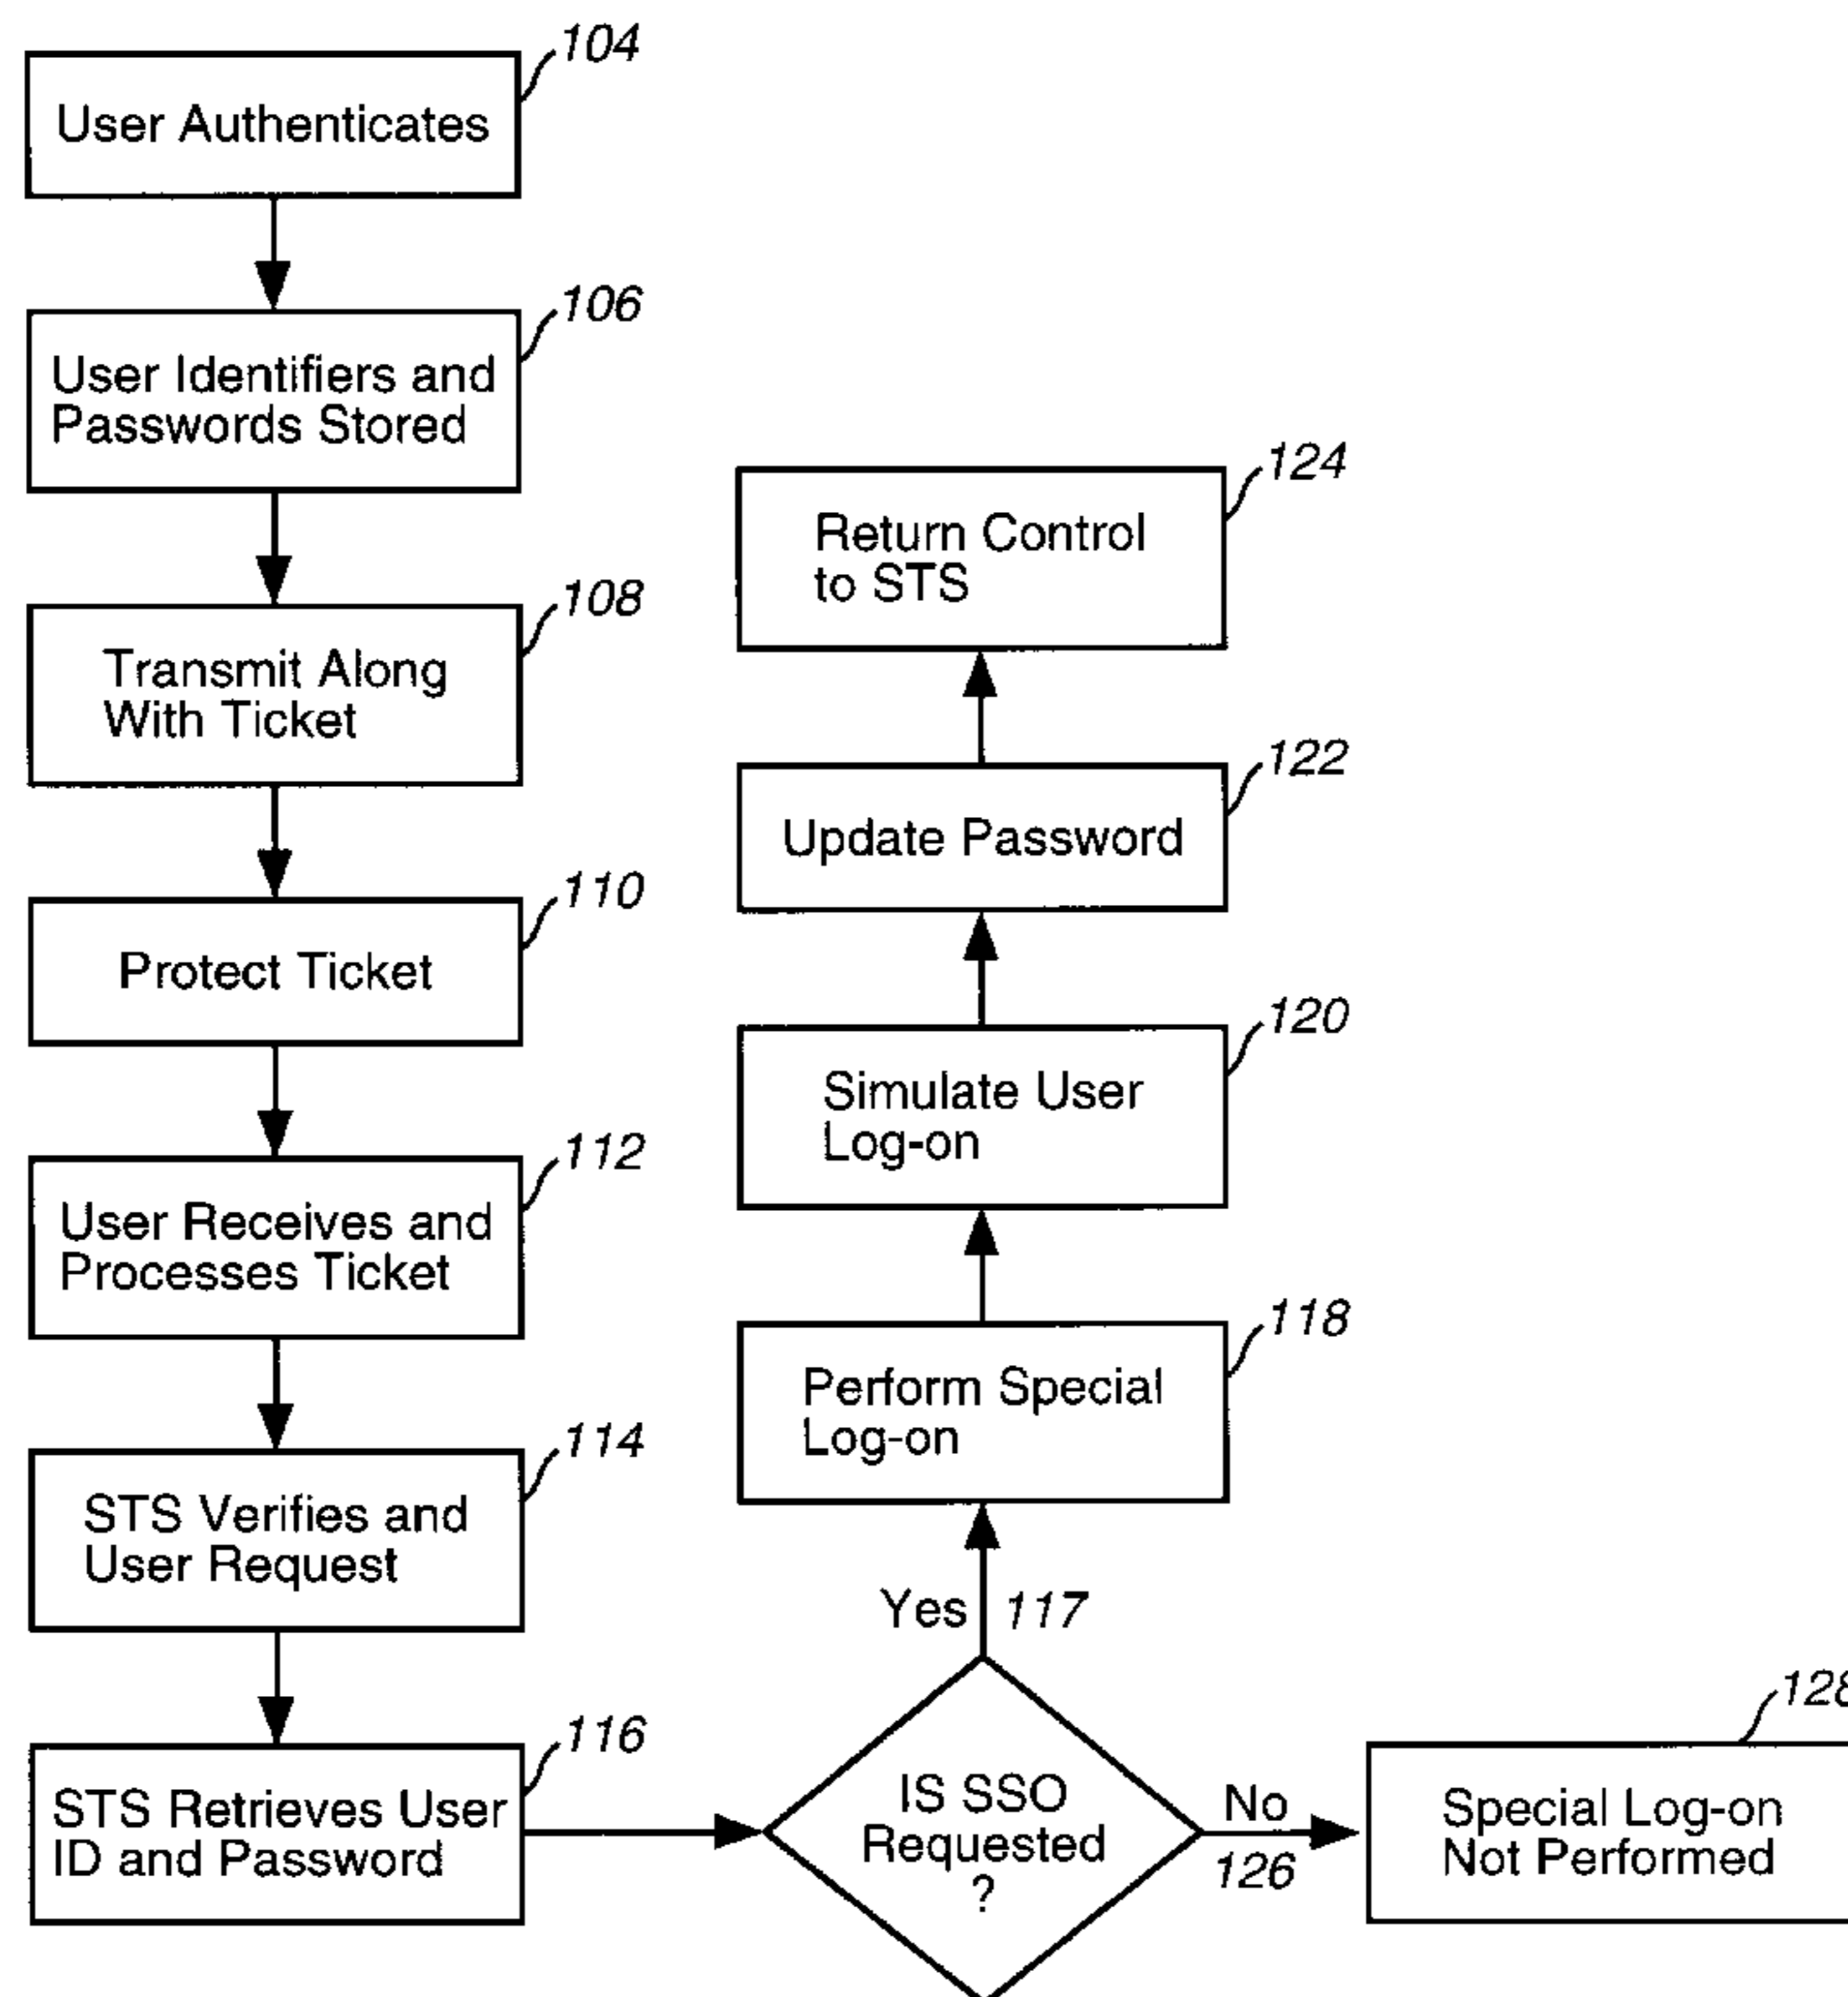 104
User Authenticates
106
User Identifiers and
Passwords Stored
108
Transmit Along
With Ticket
110
Protect Ticket
112
User Receives and
Processes Ticket
114
STS Verifies and
User Request
116
STS Retrieves User
ID and Password
IS SSO
Requested
?
Yes 117
118
Perform Special
Log-on
120
Simulate User
Log-on
122
Update Password
124
Return Control
to STS
No
126
128
Special Log-on
Not Performed